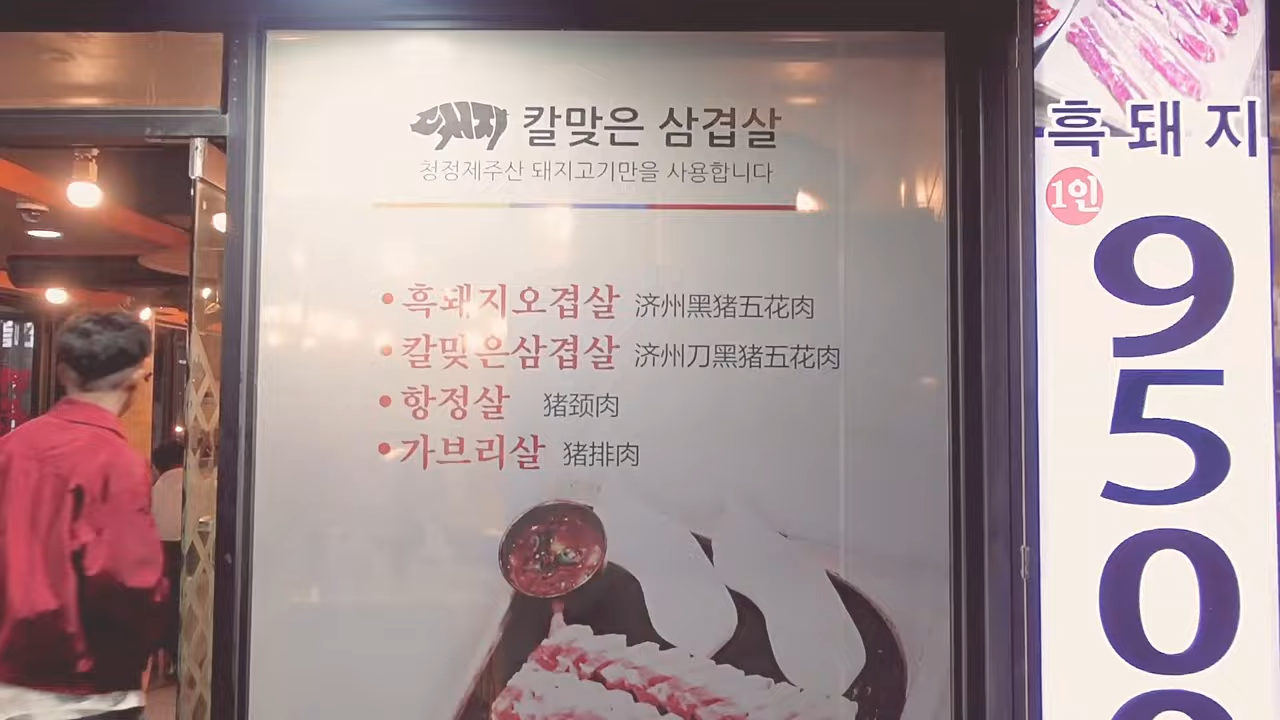 돼지 칼맞은 삼겹살
청정제주산 돼지고기만을 사용합니다
• 흑돼지오겹살 济州黑猪五花肉
• 칼맞은삼겹살 济州刀黑猪五花肉
• 항정살 猪颈肉
• 가브리살 猪排肉
흑돼지
1인
950